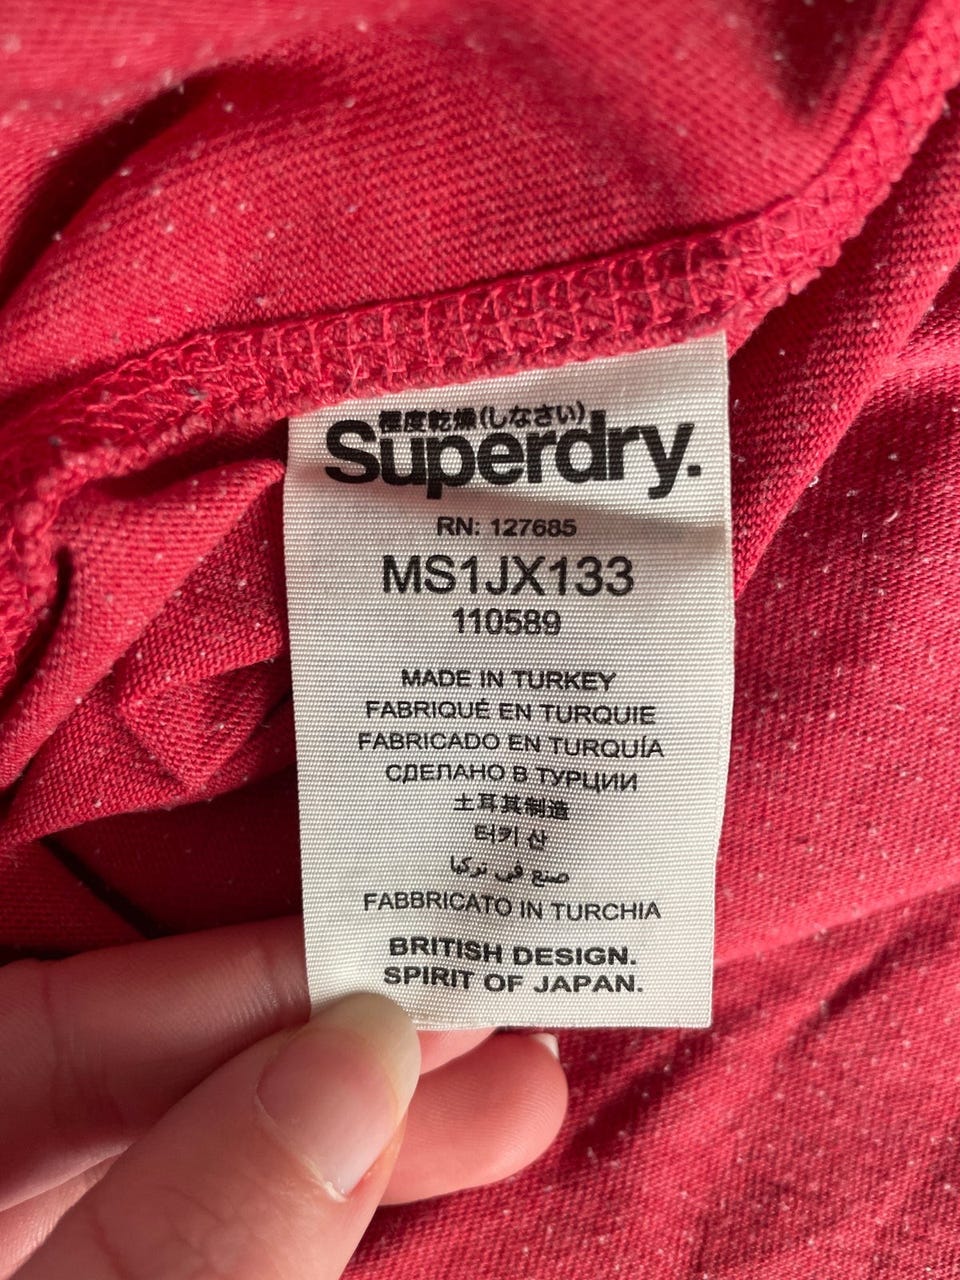 極度乾燥(しなさい)
Superdry.
RN: 127685
MS1JX133
110589
MADE IN TURKEY
FABRIQUÉ EN TURQUIE
FABRICADO EN TURQUÍA
СДЕЛАНО В ТУРЦИИ
土耳其制造
터키 산
صنع في تركيا
FABBRICATO IN TURCHIA
BRITISH DESIGN.
SPIRIT OF JAPAN.